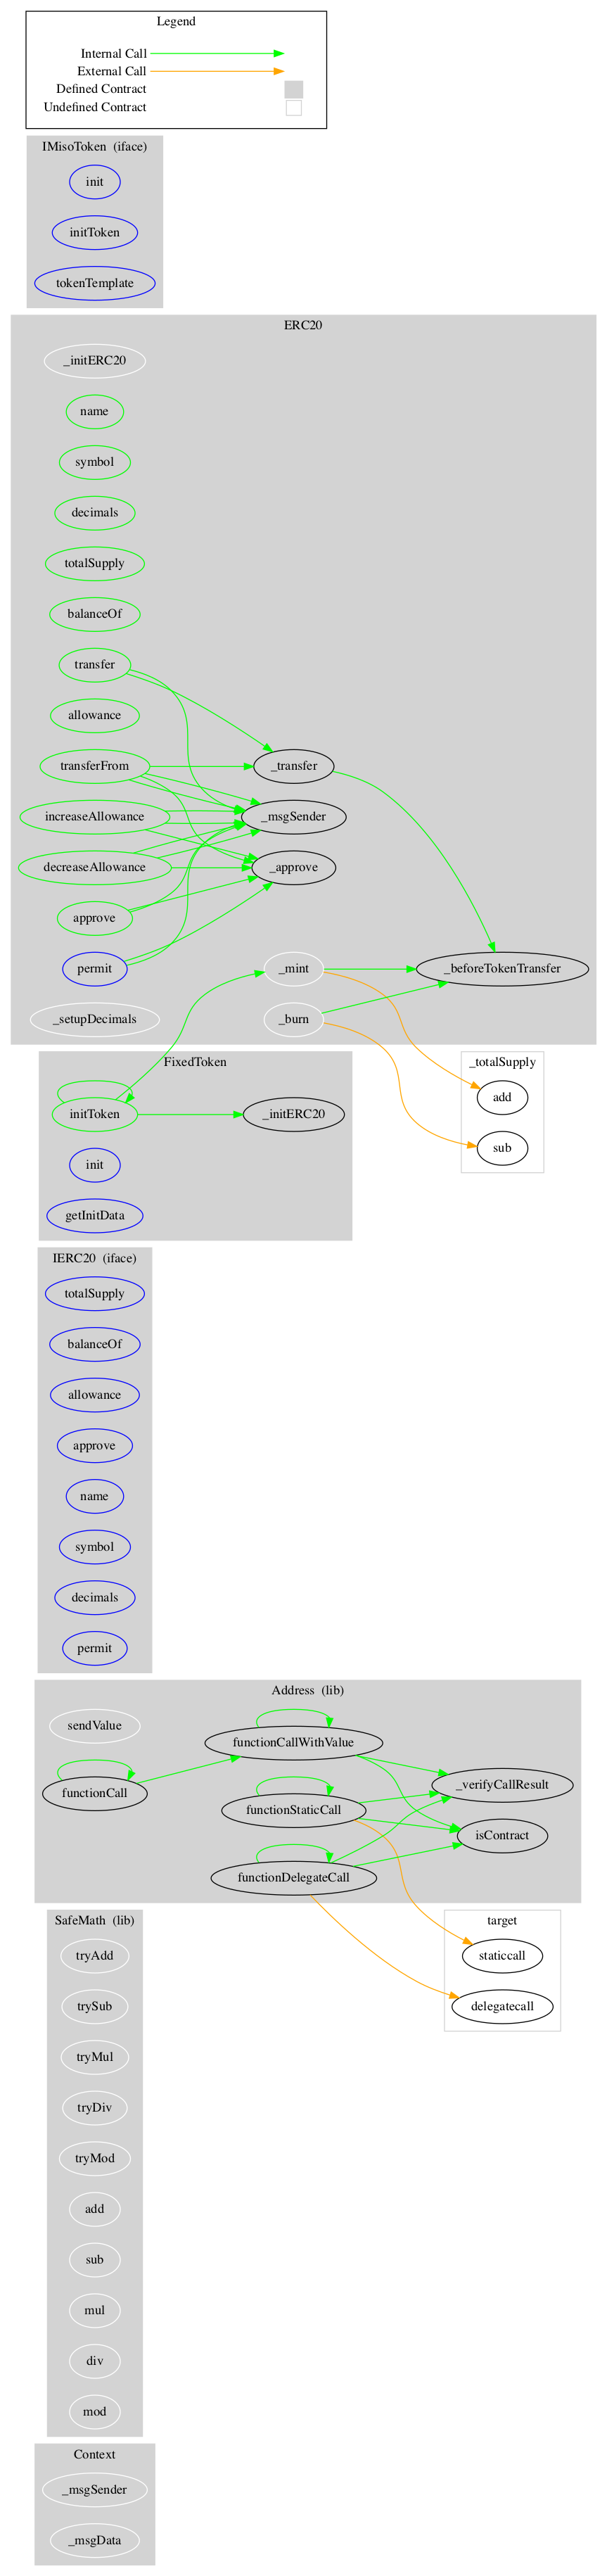 Legend
Internal Call
External Call
Defined Contract
Undefined Contract
IMisoToken (iface)
init
initToken
tokenTemplate
ERC20
_initERC20
name
symbol
decimals
totalSupply
balanceOf
transfer
allowance
transferFrom
_transfer
increaseAllowance
_msgSender
decreaseAllowance
_approve
approve
permit
_mint
_beforeTokenTransfer
_setupDecimals
_burn
FixedToken
_totalSupply
initToken
_initERC20
add
init
sub
getInitData
IERC20 (iface)
totalSupply
balanceOf
allowance
approve
name
symbol
decimals
permit
Address (lib)
sendValue
functionCallWithValue
functionCall
_verifyCallResult
functionStaticCall
isContract
functionDelegateCall
SafeMath (lib)
target
tryAdd
staticcall
trySub
delegatecall
tryMul
tryDiv
tryMod
add
sub
mul
div
mod
Context
_msgSender
_msgData